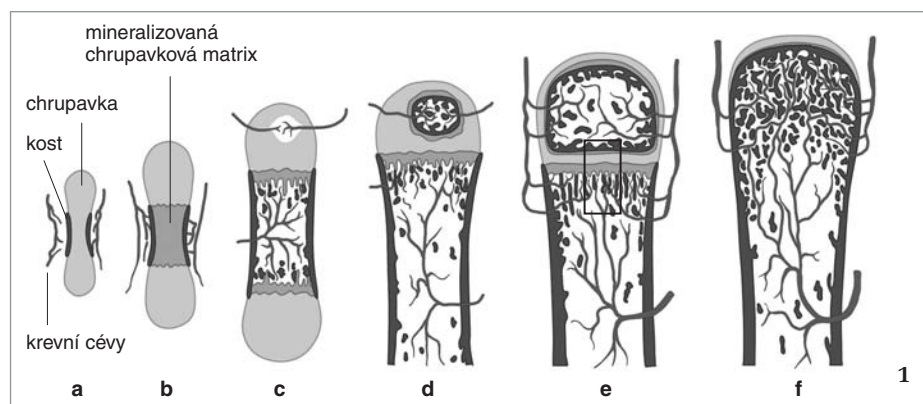 mineralizovaná
chrupavková matrix
chrupavka
kost
krevní cévy
a b c d e f
1